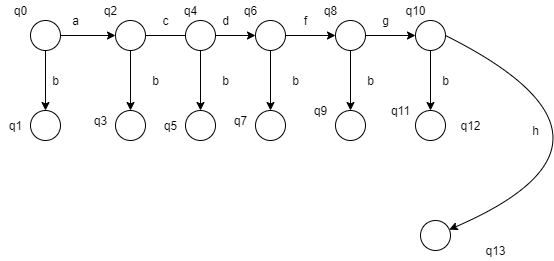 q0 a q2 c q4 d q6 f q8 g q10
b b b b b b
q1 q3 q5 q7 q9 q11 q12
h
q13